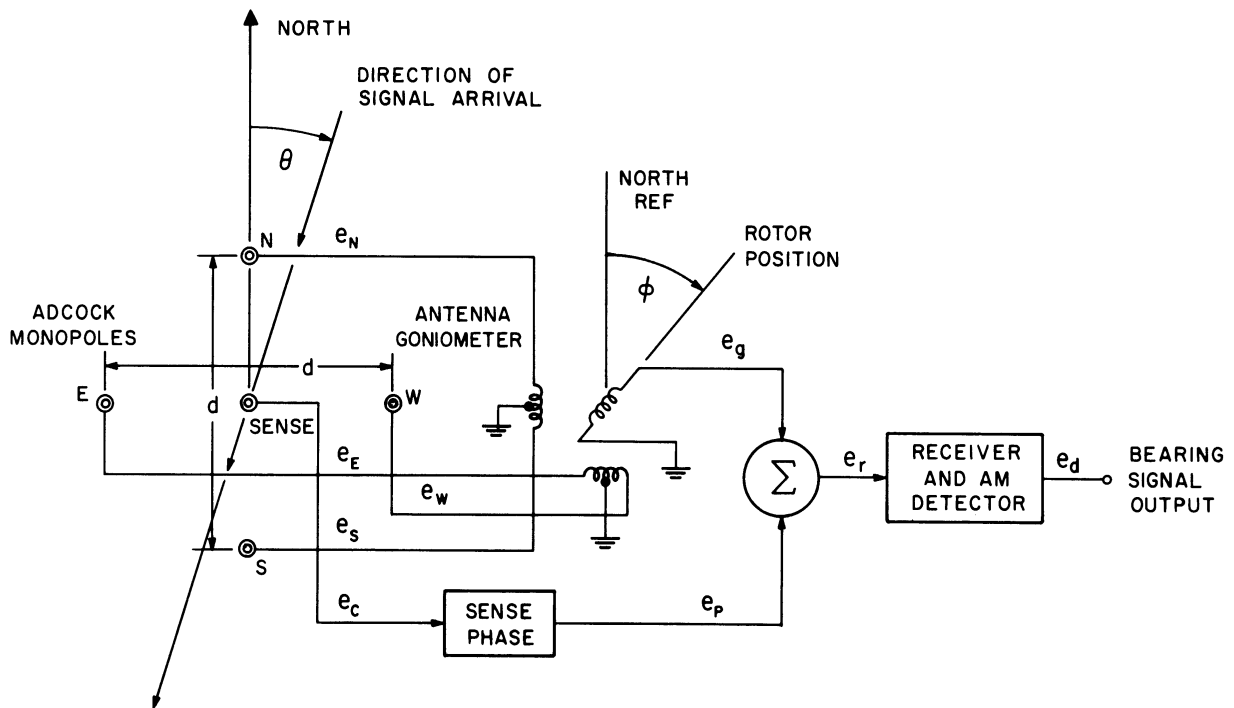 NORTH
DIRECTION OF
SIGNAL ARRIVAL
θ
NORTH
REF
ROTOR
POSITION
ϕ
N
e_N
ADCOCK
MONOPOLES
ANTENNA
GONIOMETER
d
d
E
SENSE
W
e_g
e_E
e_W
e_S
S
e_C
SENSE
PHASE
e_P
Σ
e_r
RECEIVER
AND AM
DETECTOR
e_d
BEARING
SIGNAL
OUTPUT